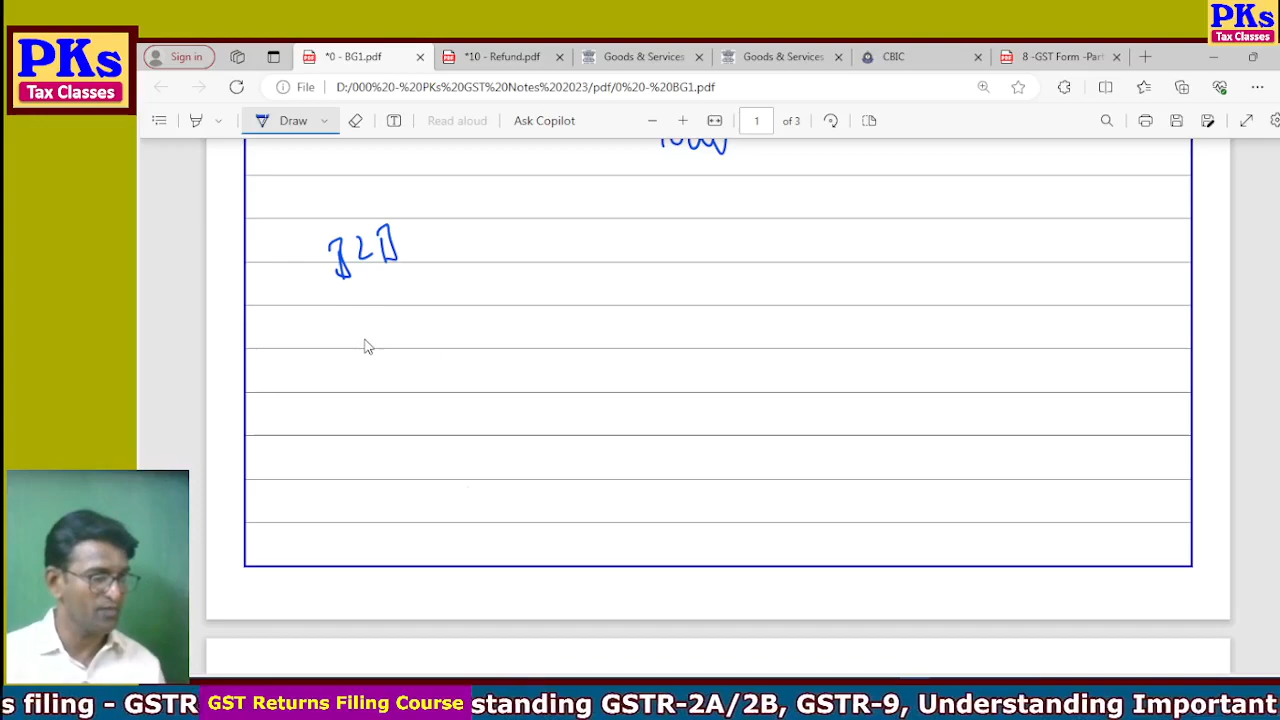 PKs
Tax Classes
PKs
Tax Classes
Sign in
*0 - BG1.pdf
*10 - Refund.pdf
Goods & Services
Goods & Services
CBIC
8 -GST Form -Part
File
D:/000%20-%20PKs%20GST%20Notes%202023/pdf/0%20-%20BG1.pdf
Draw
Read aloud
Ask Copilot
1
of 3
B2B
s filing - GSTR
GST Returns Filing Course
standing GSTR-2A/2B, GSTR-9, Understanding Important